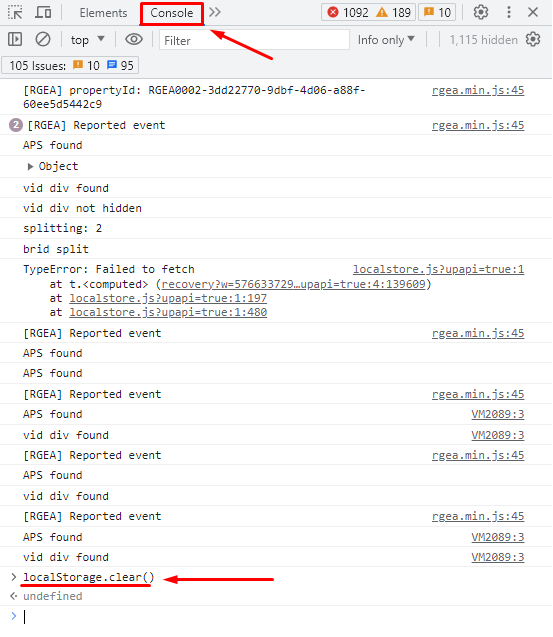 Elements Console 1092 189 10
top Filter Info only 1,115 hidden
105 Issues: 10 95
[RGEA] propertyId: RGEA0002-3dd22770-9dbf-4d06-a88f- rgea.min.js:45
60ee5d5442c9
2 [RGEA] Reported event rgea.min.js:45
APS found
Object
vid div found
vid div not hidden
splitting: 2
brid split
TypeError: Failed to fetch localstore.js?upapi=true:1
at t.<computed> (recovery?w=576633729…upapi=true:4:139609)
at localstore.js?upapi=true:1:197
at localstore.js?upapi=true:1:480
[RGEA] Reported event rgea.min.js:45
APS found
APS found
[RGEA] Reported event rgea.min.js:45
APS found VM2089:3
vid div found VM2089:3
[RGEA] Reported event rgea.min.js:45
APS found
vid div found
[RGEA] Reported event rgea.min.js:45
APS found VM2089:3
vid div found VM2089:3
localStorage.clear()
undefined